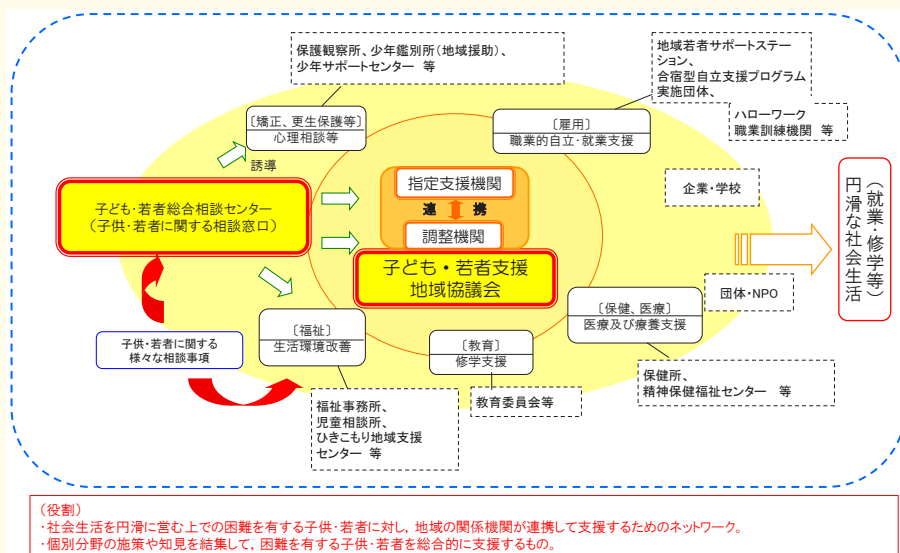 保護観察所、少年鑑別所(地域援助)、
少年サポートセンター 等
地域若者サポートステー
ション、
合宿型自立支援プログラム
実施団体、
ハローワーク
職業訓練機関 等
〔矯正、更生保護等〕
心理相談等
〔雇用〕
職業的自立・就業支援
誘導
子ども・若者総合相談センター
(子供・若者に関する相談窓口)
指定支援機関
連 携
調整機関
子ども・若者支援
地域協議会
企業・学校
団体・NPO
(就業・修学等)
円滑な社会生活
〔福祉〕
生活環境改善
〔教育〕
修学支援
〔保健、医療〕
医療及び療養支援
子供・若者に関する
様々な相談事項
福祉事務所、
児童相談所、
ひきこもり地域支援
センター 等
教育委員会等
保健所、
精神保健福祉センター 等
(役割)
・社会生活を円滑に営む上での困難を有する子供・若者に対し,地域の関係機関が連携して支援するためのネットワーク。
・個別分野の施策や知見を結集して,困難を有する子供・若者を総合的に支援するもの。